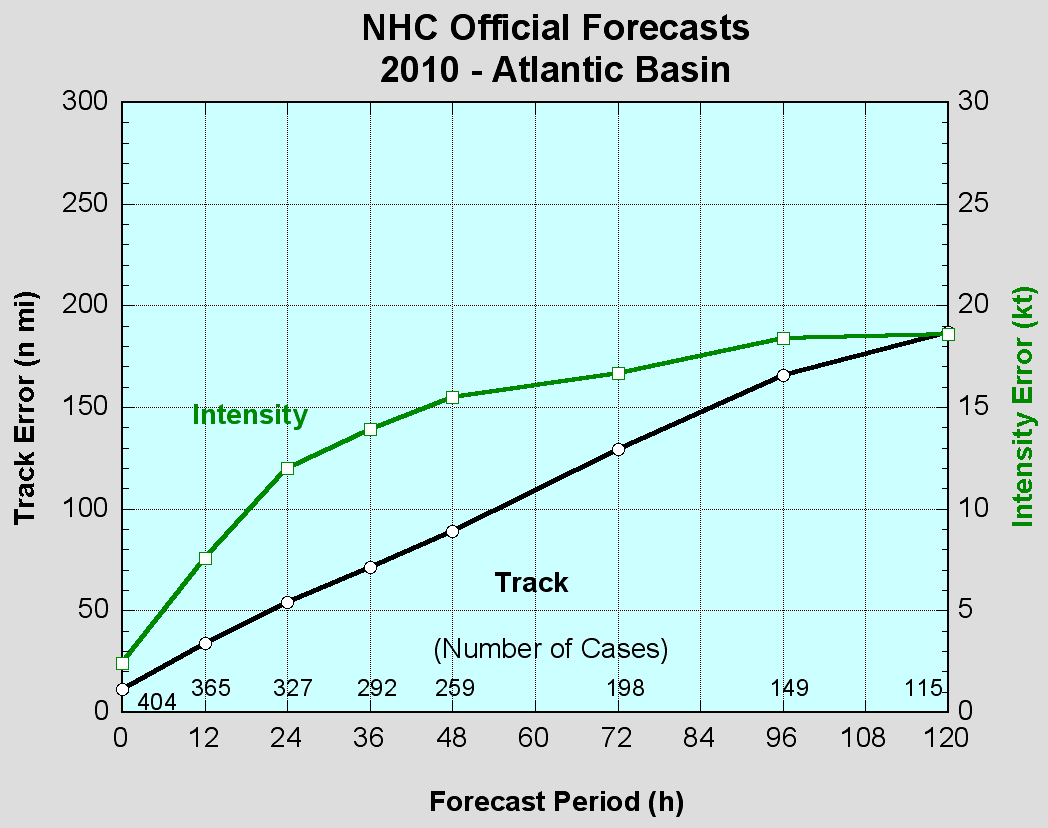 NHC Official Forecasts
2010 - Atlantic Basin
300
250
200
150
100
50
0
Track Error (n mi)
30
25
20
15
10
5
0
Intensity Error (kt)
Intensity
Track
(Number of Cases)
404 365 327 292 259 198 149 115
0 12 24 36 48 60 72 84 96 108 120
Forecast Period (h)